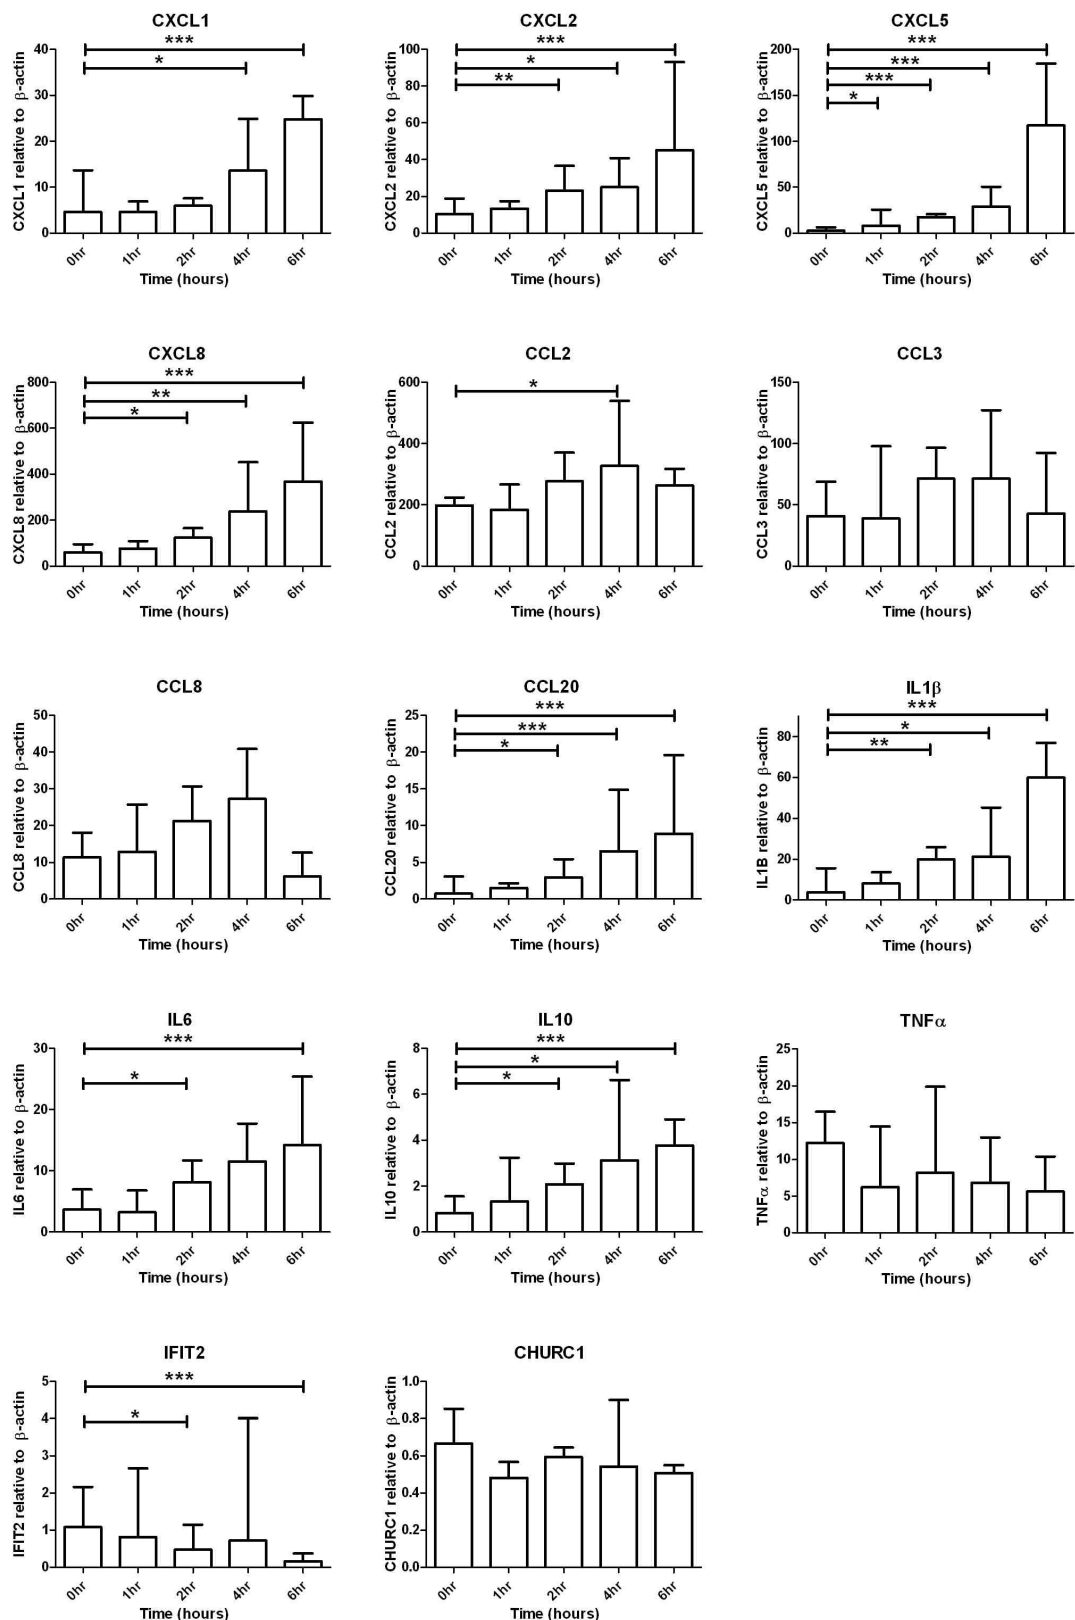 CXCL1
***
*
CXCL1 relative to β-actin
40
30
20
10
0
0hr 1hr 2hr 4hr 6hr
Time (hours)
CXCL2
***
*
**
CXCL2 relative to β-actin
100
80
60
40
20
0
0hr 1hr 2hr 4hr 6hr
Time (hours)
CXCL5
***
***
***
*
CXCL5 relative to β-actin
200
150
100
50
0
0hr 1hr 2hr 4hr 6hr
Time (hours)
CXCL8
***
**
*
CXCL8 relative to β-actin
800
600
400
200
0
0hr 1hr 2hr 4hr 6hr
Time (hours)
CCL2
*
CCL2 relative to β-actin
600
400
200
0
0hr 1hr 2hr 4hr 6hr
Time (hours)
CCL3
CCL3 relaitve to β-actin
150
100
50
0
0hr 1hr 2hr 4hr 6hr
Time (hours)
CCL8
CCL8 relative to β-actin
50
40
30
20
10
0
0hr 1hr 2hr 4hr 6hr
Time (hours)
CCL20
***
***
*
CCL20 relative to β-actin
25
20
15
10
5
0
0hr 1hr 2hr 4hr 6hr
Time (hours)
IL1β
***
*
**
IL1B relative to β-actin
80
60
40
20
0
0hr 1hr 2hr 4hr 6hr
Time (hours)
IL6
***
*
IL6 relative to β-actin
30
20
10
0
0hr 1hr 2hr 4hr 6hr
Time (hours)
IL10
***
*
*
IL10 relative to β-actin
8
6
4
2
0
0hr 1hr 2hr 4hr 6hr
Time (hours)
TNFα
TNFα relative to β-actin
25
20
15
10
5
0
0hr 1hr 2hr 4hr 6hr
Time (hours)
IFIT2
***
*
IFIT2 relative to β-actin
5
4
3
2
1
0
0hr 1hr 2hr 4hr 6hr
Time (hours)
CHURC1
CHURC1 relative to β-actin
1.0
0.8
0.6
0.4
0.2
0.0
0hr 1hr 2hr 4hr 6hr
Time (hours)